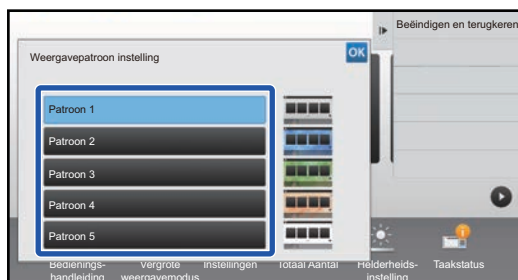 Beëindigen en terugkeren
Weergavepatroon instelling
OK
Patroon 1
Patroon 2
Patroon 3
Patroon 4
Patroon 5
Bedienings-
handleiding
Vergrote
weergavemodus
Instellingen
Totaal Aantal
Helderheids-
instelling
Taakstatus